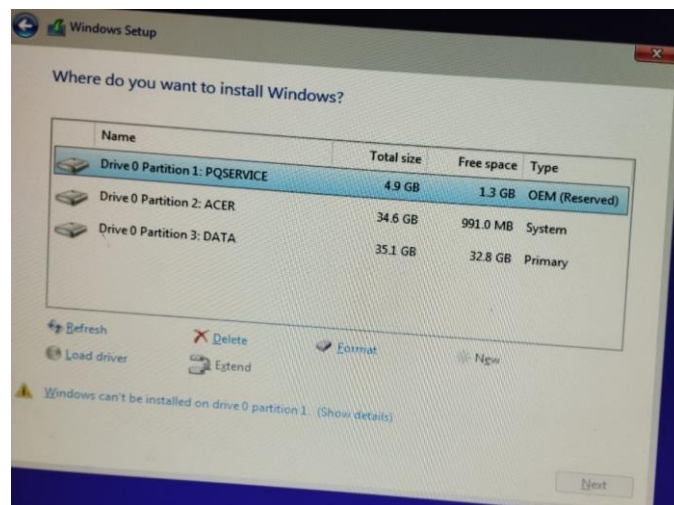 Windows Setup
Where do you want to install Windows?
Name Total size Free space Type
Drive 0 Partition 1: PQSERVICE 4.9 GB 1.3 GB OEM (Reserved)
Drive 0 Partition 2: ACER 34.6 GB 991.0 MB System
Drive 0 Partition 3: DATA 35.1 GB 32.8 GB Primary
Refresh Delete Format New
Load driver Extend
Windows can't be installed on drive 0 partition 1. (Show details)
Next